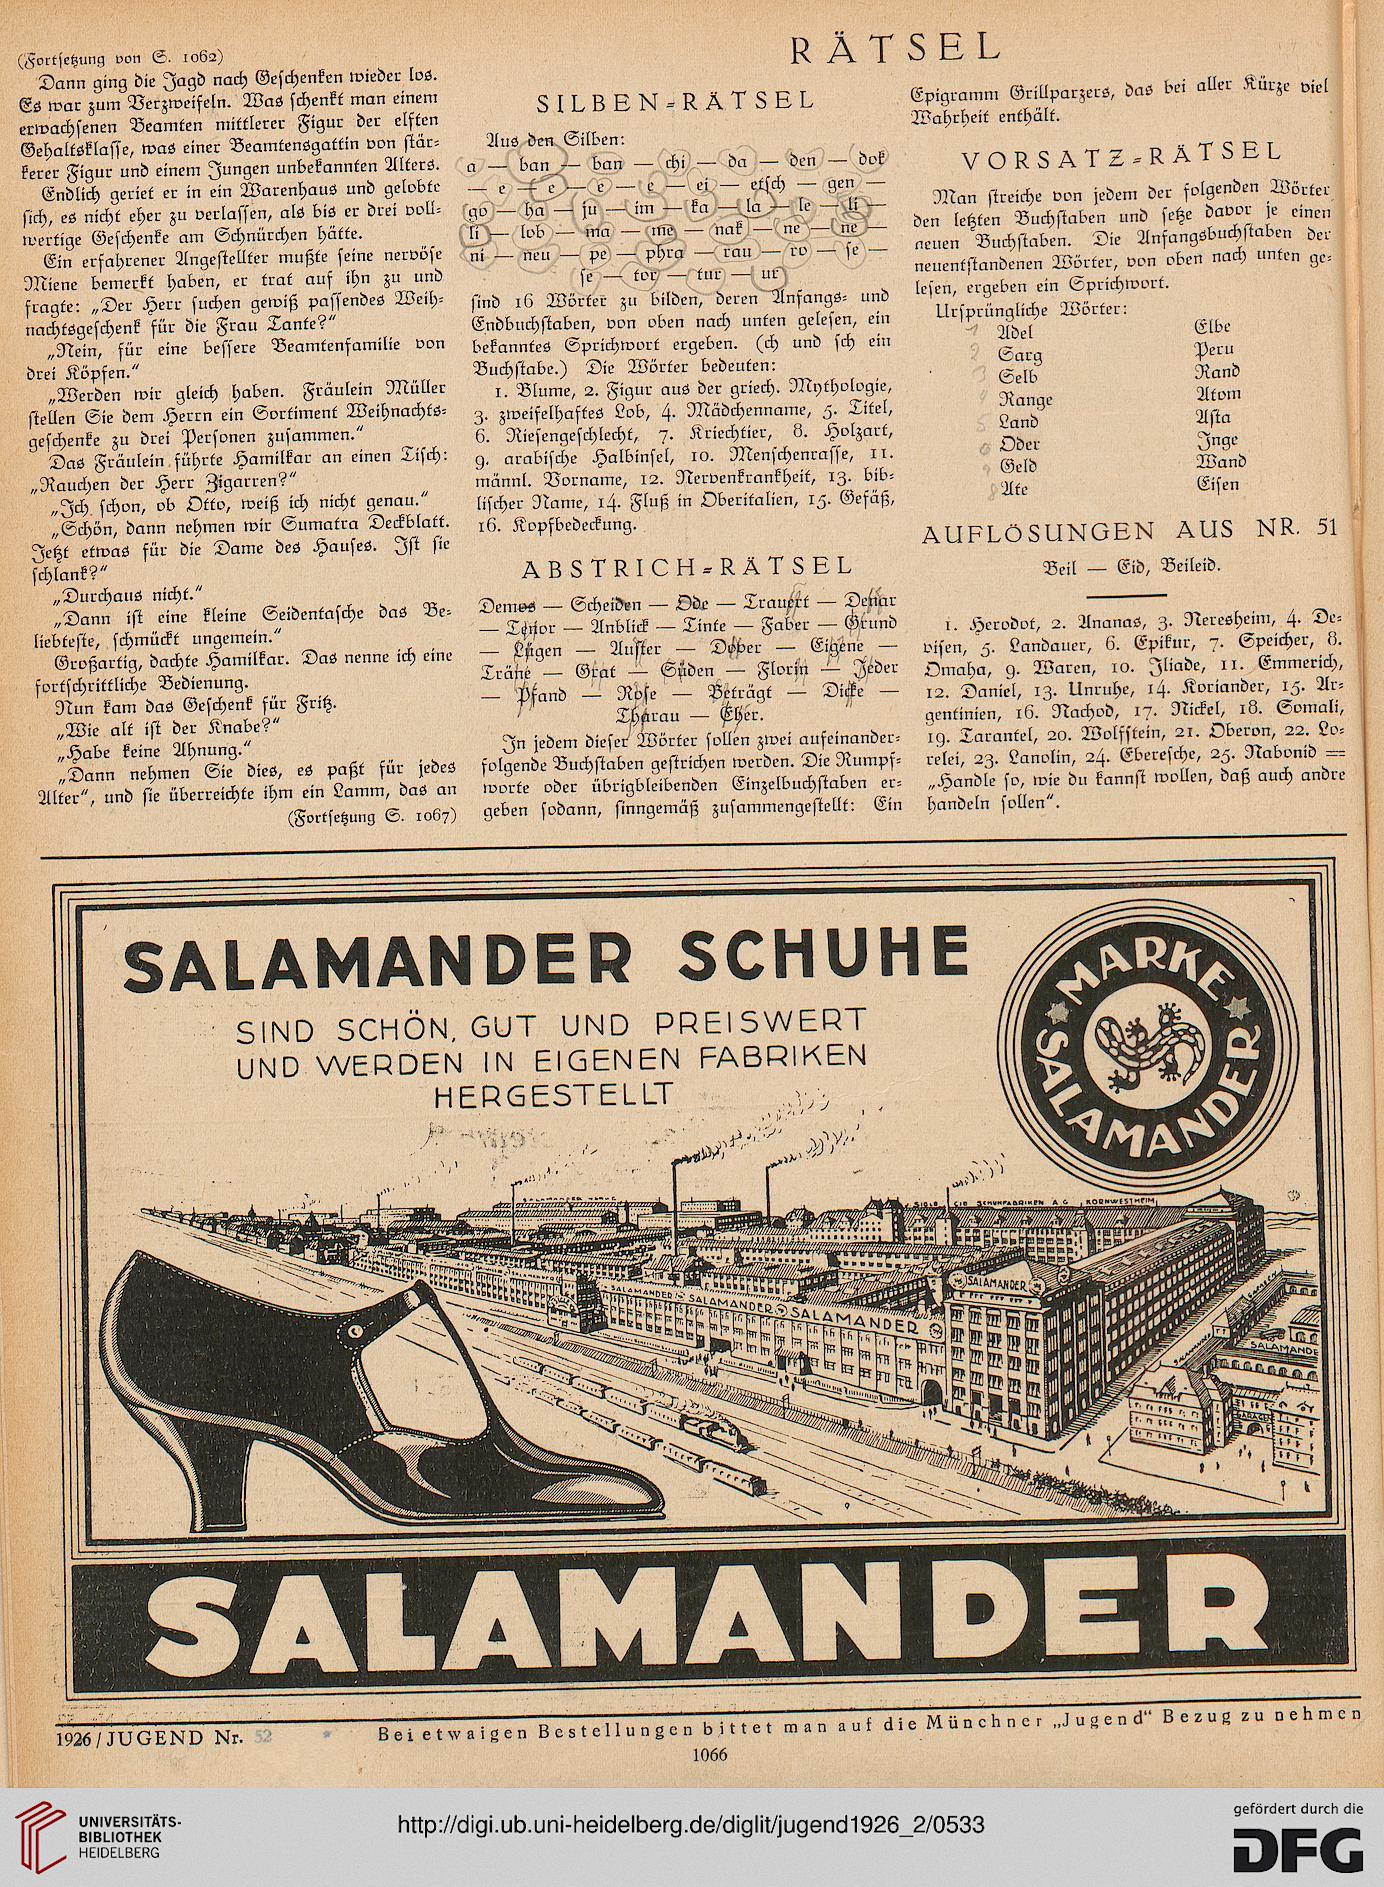 (Fortsetzung von S. 1062)
Dann ging die Jagd nach Geschenken wieder los.
Es war zum Verzweifeln. Was schenkt man einem
erwachsenen Beamten mittlerer Figur der elften
Gehaltsklasse, was einer Beamtensgattin von stär-
kerer Figur und einem Jungen unbekannten Alters.
Endlich geriet er in ein Warenhaus und gelobte
sich, es nicht eher zu verlassen, als bis er drei voll-
wertige Geschenke am Schnürchen hätte.
Ein erfahrener Angestellter mußte seine nervöse
Miene bemerkt haben, er trat auf ihn zu und
fragte: „Der Herr suchen gewiß passendes Weih-
nachtsgeschenk für die Frau Tante?“
„Nein, für eine bessere Beamtenfamilie von
drei Köpfen.“
„Werden wir gleich haben. Fräulein Müller
stellen Sie dem Herrn ein Sortiment Weihnachts-
geschenke zu drei Personen zusammen.“
Das Fräulein führte Hamilkar an einen Tisch:
„Rauchen der Herr Zigarren?“
„Ich schon, ob Otto, weiß ich nicht genau.“
„Schön, dann nehmen wir Sumatra Deckblatt.
Jetzt etwas für die Dame des Hauses. Ist sie
schlank?“
„Durchaus nicht.“
„Dann ist eine kleine Seidentasche das Be-
liebteste, schmückt ungemein.“
Großartig, dachte Hamilkar. Das nenne ich eine
fortschrittliche Bedienung.
Nun kam das Geschenk für Fritz.
„Wie alt ist der Knabe?“
„Habe keine Ahnung.“
„Dann nehmen Sie dies, es paßt für jedes
Alter“, und sie überreichte ihm ein Lamm, das an
(Fortsetzung S. 1067)
RÄTSEL
SILBEN-RÄTSEL
Aus den Silben:
a — ban — ban — chi — da — den — dok
— e — e — e — e — ei — etsch — gen —
go — ha — ju — im — ka — la — le — li —
li — lob — ma — me — nak — ne — ne —
ni — neu — pe — phra — rau — ro — se —
se — tor — tur — ur
sind 16 Wörter zu bilden, deren Anfangs- und
Endbuchstaben, von oben nach unten gelesen, ein
bekanntes Sprichwort ergeben. (ch und sch ein
Buchstabe.) Die Wörter bedeuten:
1. Blume, 2. Figur aus der griech. Mythologie,
3. zweifelhaftes Lob, 4. Mädchenname, 5. Titel,
6. Riesengeschlecht, 7. Kriechtier, 8. Holzart,
9. arabische Halbinsel, 10. Menschenrasse, 11.
männl. Vorname, 12. Nervenkrankheit, 13. bib-
lischer Name, 14. Fluß in Oberitalien, 15. Gefäß,
16. Kopfbedeckung.
ABSTRICH-RÄTSEL
Demos — Scheiden — Ode — Trauert — Denar
— Tenor — Anblick — Tinte — Faber — Grund
— Lügen — Auster — Dover — Eigene —
Träne — Grat — Süden — Florin — Jeder
— Pfand — Rose — Beträgt — Dicke —
Tharau — Eher.
In jedem dieser Wörter sollen zwei aufeinander-
folgende Buchstaben gestrichen werden. Die Rumpf-
worte oder übrigbleibenden Einzelbuchstaben er-
geben sodann, sinngemäß zusammengestellt: Ein
Epigramm Grillparzers, das bei aller Kürze viel
Wahrheit enthält.
VORSATZ-RÄTSEL
Man streiche von jedem der folgenden Wörter
den letzten Buchstaben und setze davor je einen
neuen Buchstaben. Die Anfangsbuchstaben der
neuentstandenen Wörter, von oben nach unten ge-
lesen, ergeben ein Sprichwort.
Ursprüngliche Wörter:
1 Adel Elbe
2 Sarg Peru
3 Selb Rand
4 Range Atom
5 Land Asta
6 Oder Inge
7 Geld Wand
8 Ate Eisen
AUFLÖSUNGEN AUS NR. 51
Beil — Eid, Beileid.
1. Herodot, 2. Ananas, 3. Neresheim, 4. De-
visen, 5. Landauer, 6. Epikur, 7. Speicher, 8.
Omaha, 9. Waren, 10. Iliade, 11. Emmerich,
12. Daniel, 13. Unruhe, 14. Koriander, 15. Ar-
gentinien, 16. Nachod, 17. Nickel, 18. Somali,
19. Tarantel, 20. Wolfstein, 21. Oberon, 22. Lo-
relei, 23. Lanolin, 24. Eberesche, 25. Nabonid =
„Handle so, wie du kannst wollen, daß auch andre
handeln sollen“.
SALAMANDER SCHUHE
SIND SCHÖN, GUT UND PREISWERT
UND WERDEN IN EIGENEN FABRIKEN
HERGESTELLT
MARKE
SALAMANDER
SCHUHFABRIKEN A.G. KORNWESTHEIM
SALAMANDER
SALAMANDER SALAMANDER SALAMANDER
SALAMANDE
GARAGE
SALAMANDER
1926 / JUGEND Nr. 52
Bei etwaigen Bestellungen bittet man auf die Münchner „Jugend“ Bezug zu nehmen
1066
UNIVERSITÄTS-
BIBLIOTHEK
HEIDELBERG
http://digi.ub.uni-heidelberg.de/diglit/jugend1926_2/0533
gefördert durch die
DFG